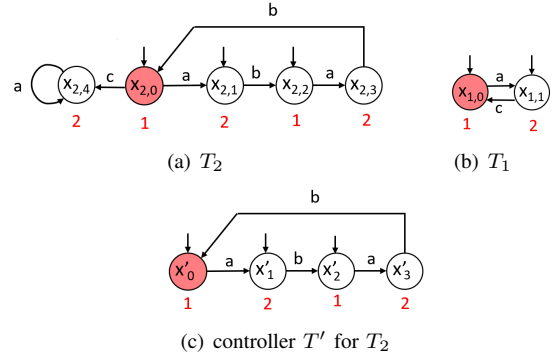 b
a c a b a
x2,4 x2,0 x2,1 x2,2 x2,3
2 1 2 1 2
(a) T2
a
x1,0 x1,1
c
1 2
(b) T1
b
a b a
x'0 x'1 x'2 x'3
1 2 1 2
(c) controller T' for T2